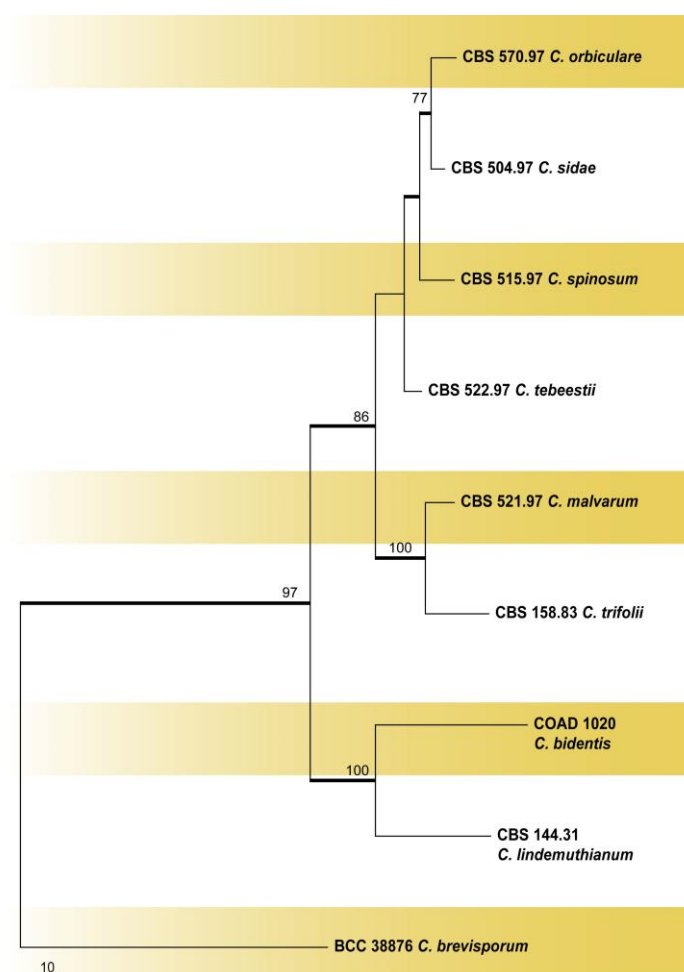 CBS 570.97 C. orbiculare
77
CBS 504.97 C. sidae
CBS 515.97 C. spinosum
CBS 522.97 C. tebeestii
86
CBS 521.97 C. malvarum
100
CBS 158.83 C. trifolii
97
COAD 1020
C. bidentis
100
CBS 144.31
C. lindemuthianum
BCC 38876 C. brevisporum
10